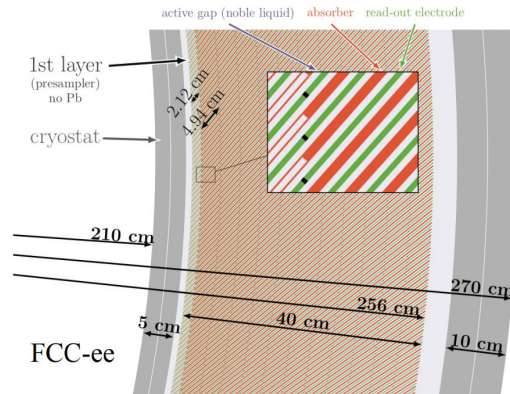 active gap (noble liquid) absorber read-out electrode
1st layer
(presampler)
no Pb
2.12 cm
4.94 cm
cryostat
210 cm
270 cm
256 cm
40 cm
5 cm
10 cm
FCC-ee